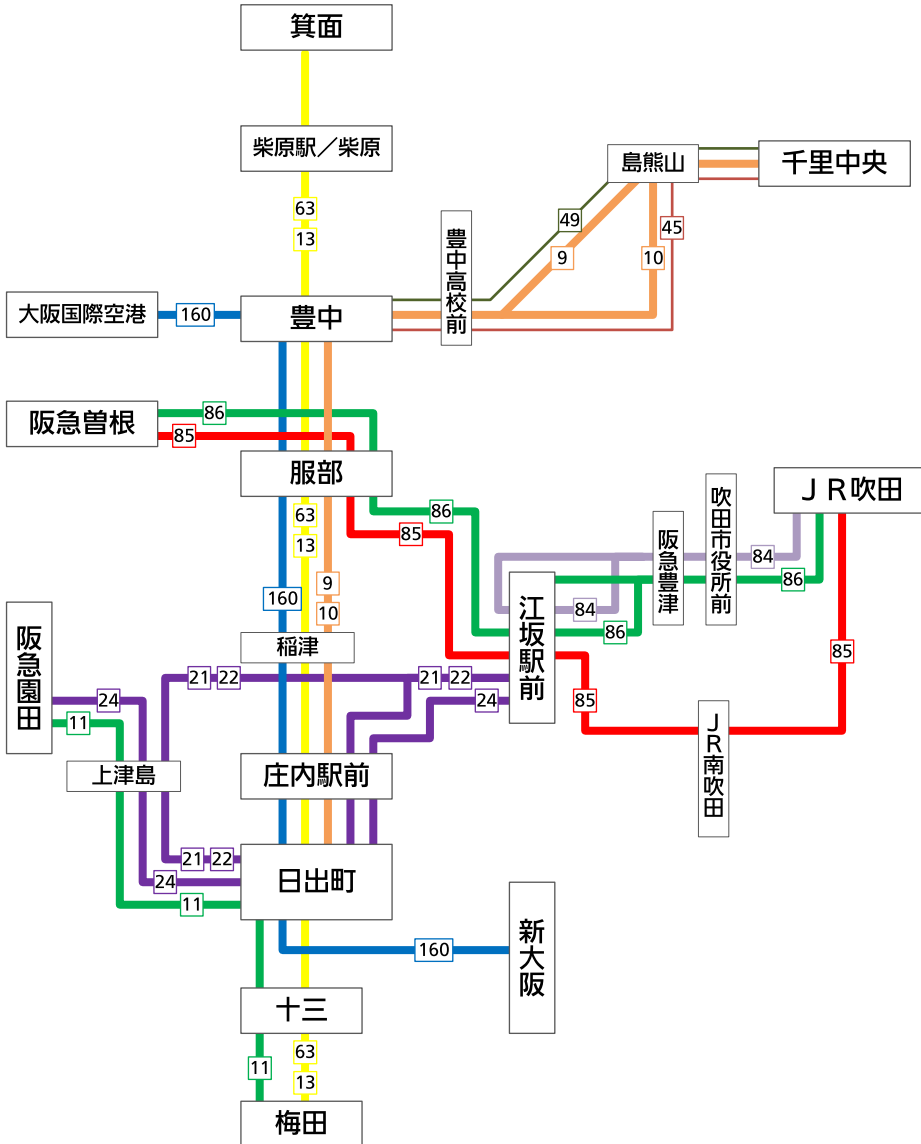 箕面
柴原駅／柴原
島熊山
千里中央
63
49
45
13
豊中高校前
9
10
大阪国際空港
160
豊中
86
阪急曽根
85
服部
ＪＲ吹田
吹田市役所前
63
86
阪急豊津
85
13
84
86
9
江坂駅前
160
84
10
阪急園田
86
稲津
85
21
22
21
22
24
24
85
ＪＲ南吹田
11
上津島
庄内駅前
21
22
日出町
24
11
新大阪
160
十三
63
11
13
梅田